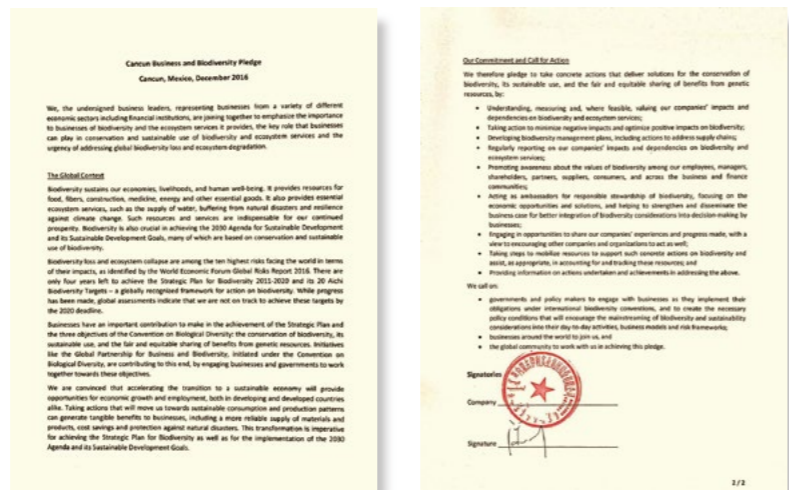 Cancun Business and Biodiversity Pledge
Cancun, Mexico, December 2016
We, the undersigned business leaders, representing businesses from a variety of different
economic sectors including financial institutions, are joining together to emphasize the importance
to businesses of biodiversity and the ecosystem services it provides, the key role that businesses
can play in conservation and sustainable use of biodiversity and ecosystem services and the
urgency of addressing global biodiversity loss and ecosystem degradation.
The Global Context
Biodiversity sustains our economies, livelihoods, and human well-being. It provides resources for
food, fibers, construction, medicine, energy and other essential goods. It also provides essential
ecosystem services, such as the supply of water, buffering from natural disasters and resilience
against climate change. Such resources and services are indispensable for our continued
prosperity. Biodiversity is also crucial in achieving the 2030 Agenda for Sustainable Development
and its Sustainable Development Goals, many of which are based on conservation and sustainable
use of biodiversity.
Biodiversity loss and ecosystem collapse are among the ten highest risks facing the world in terms
of their impacts, as identified by the World Economic Forum Global Risks Report 2016. There are
only four years left to achieve the Strategic Plan for Biodiversity 2011-2020 and its 20 Aichi
Biodiversity Targets – a globally recognized framework for action on biodiversity. While progress
has been made, global assessments indicate that we are not on track to achieve these targets by
the 2020 deadline.
Businesses have an important contribution to make in the achievement of the Strategic Plan and
the three objectives of the Convention on Biological Diversity: the conservation of biodiversity, its
sustainable use, and the fair and equitable sharing of benefits from genetic resources. Initiatives
like the Global Partnership for Business and Biodiversity, initiated under the Convention on
Biological Diversity, are contributing to this end, by engaging businesses and governments to work
together towards these objectives.
We are convinced that accelerating the transition to a sustainable economy will provide
opportunities for economic growth and employment, both in developing and developed countries
alike. Taking actions that will move us towards sustainable consumption and production patterns
can generate tangible benefits to businesses, including a more reliable supply of materials and
products, cost savings and protection against natural disasters. This transformation is imperative
for achieving the Strategic Plan for Biodiversity as well as for the implementation of the 2030
Agenda and its Sustainable Development Goals.
Our Commitment and Call for Action
We therefore pledge to take concrete actions that deliver solutions for the conservation of
biodiversity, its sustainable use, and the fair and equitable sharing of benefits from genetic
resources, by:
• Understanding, measuring and, where feasible, valuing our companies' impacts and
dependencies on biodiversity and ecosystem services;
• Taking action to minimize negative impacts and optimize positive impacts on biodiversity;
• Developing biodiversity management plans, including actions to address supply chains;
• Regularly reporting on our companies' impacts and dependencies on biodiversity and
ecosystem services;
• Promoting awareness about the values of biodiversity among our employees, managers,
shareholders, partners, suppliers, consumers, and across the business and finance
communities;
• Acting as ambassadors for responsible stewardship of biodiversity, focusing on the
economic opportunities and solutions, and helping to strengthen and disseminate the
business case for better integration of biodiversity considerations into decision-making by
businesses;
• Engaging in opportunities to share our companies' experiences and progress made, with a
view to encouraging other companies and organizations to act as well;
• Taking steps to mobilize resources to support such concrete actions on biodiversity and
assist, as appropriate, in accounting for and tracking these resources; and
• Providing information on actions undertaken and achievements in addressing the above.
We call on:
• governments and policy makers to engage with businesses as they implement their
obligations under international biodiversity conventions, and to create the necessary
policy conditions that will encourage the mainstreaming of biodiversity and sustainability
considerations into their day-to-day activities, business models and risk frameworks;
• businesses around the world to join us, and
• the global community to work with us in achieving this pledge.
Signatories
Company
Signature
2/2